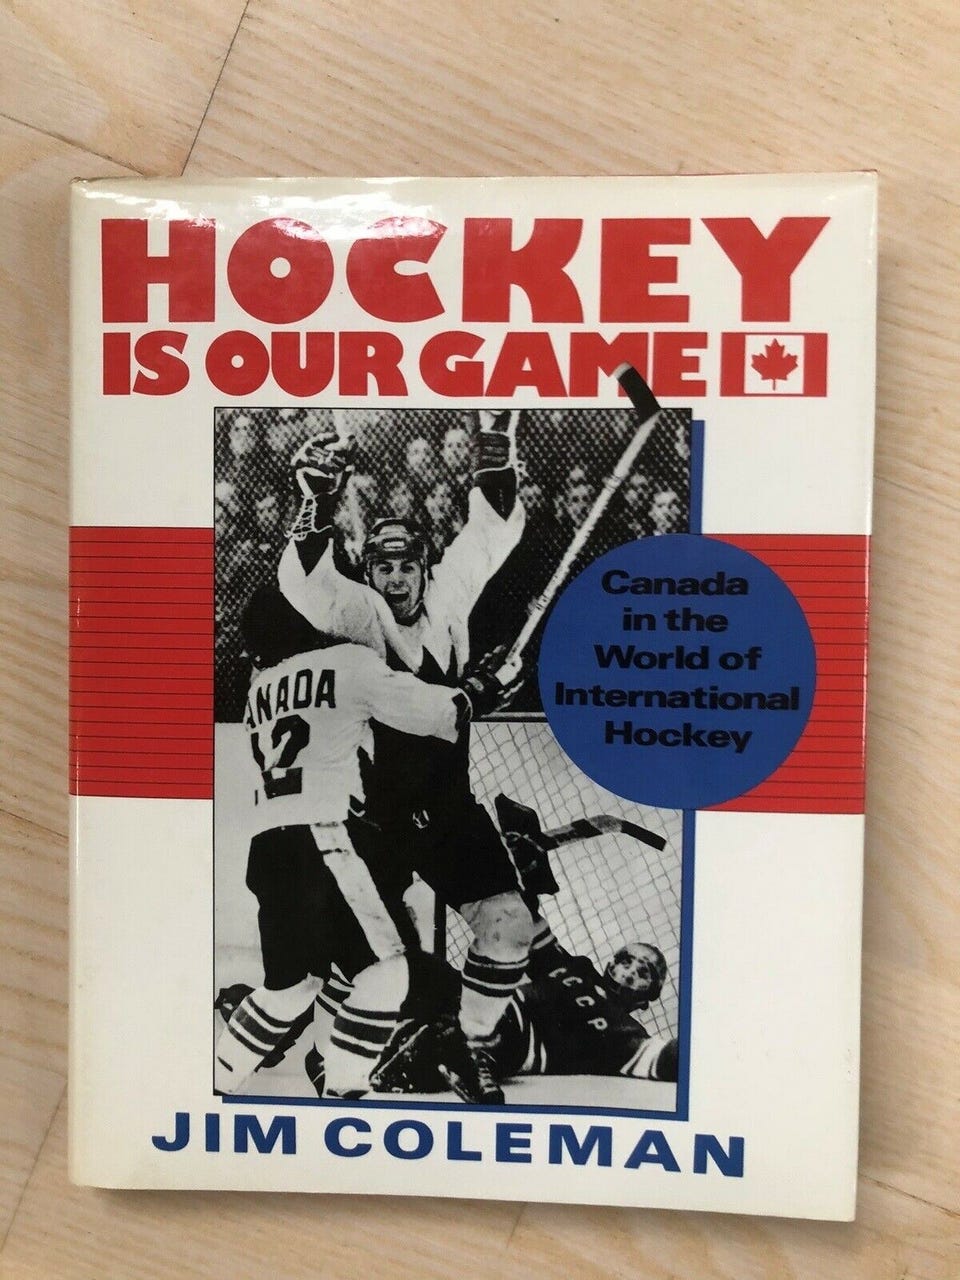 HOCKEY
IS OUR GAME
Canada
in the
World of
International
Hockey
ANADA
12
CCCP
JIM COLEMAN